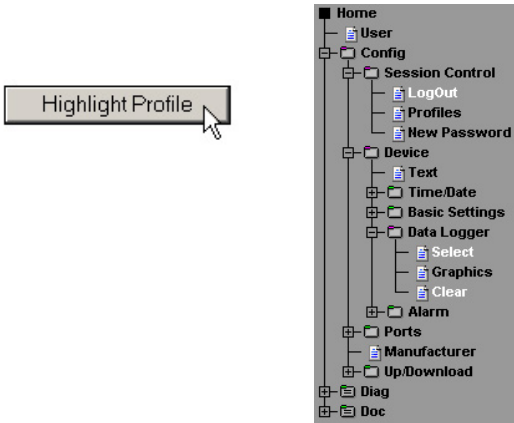 Highlight Profile
Home
User
Config
Session Control
LogOut
Profiles
New Password
Device
Text
Time/Date
Basic Settings
Data Logger
Select
Graphics
Clear
Alarm
Ports
Manufacturer
Up/Download
Diag
Doc